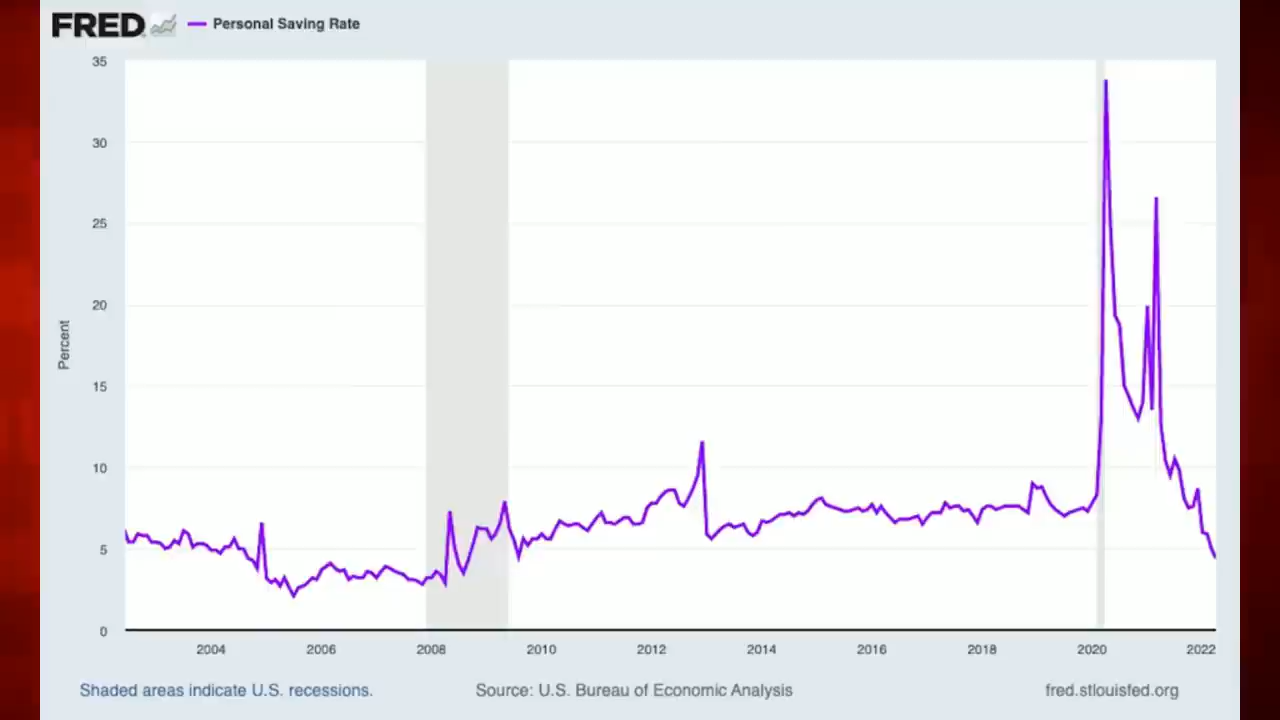 FRED Personal Saving Rate
35
30
25
20
15
10
5
0
Percent
2004 2006 2008 2010 2012 2014 2016 2018 2020 2022
Shaded areas indicate U.S. recessions. Source: U.S. Bureau of Economic Analysis fred.stlouisfed.org